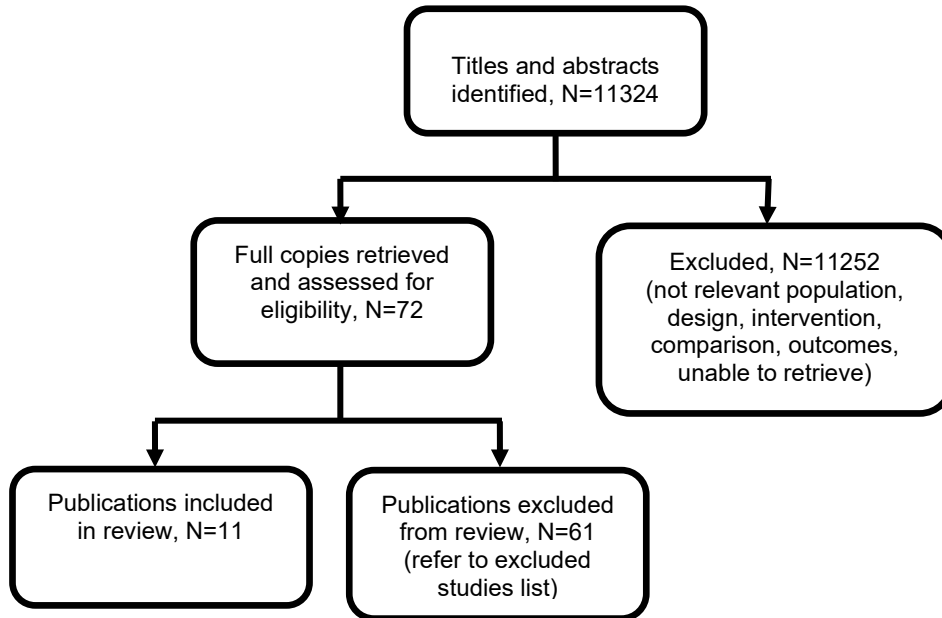 Titles and abstracts
identified, N=11324
Full copies retrieved
and assessed for
eligibility, N=72
Excluded, N=11252
(not relevant population,
design, intervention,
comparison, outcomes,
unable to retrieve)
Publications included
in review, N=11
Publications excluded
from review, N=61
(refer to excluded
studies list)